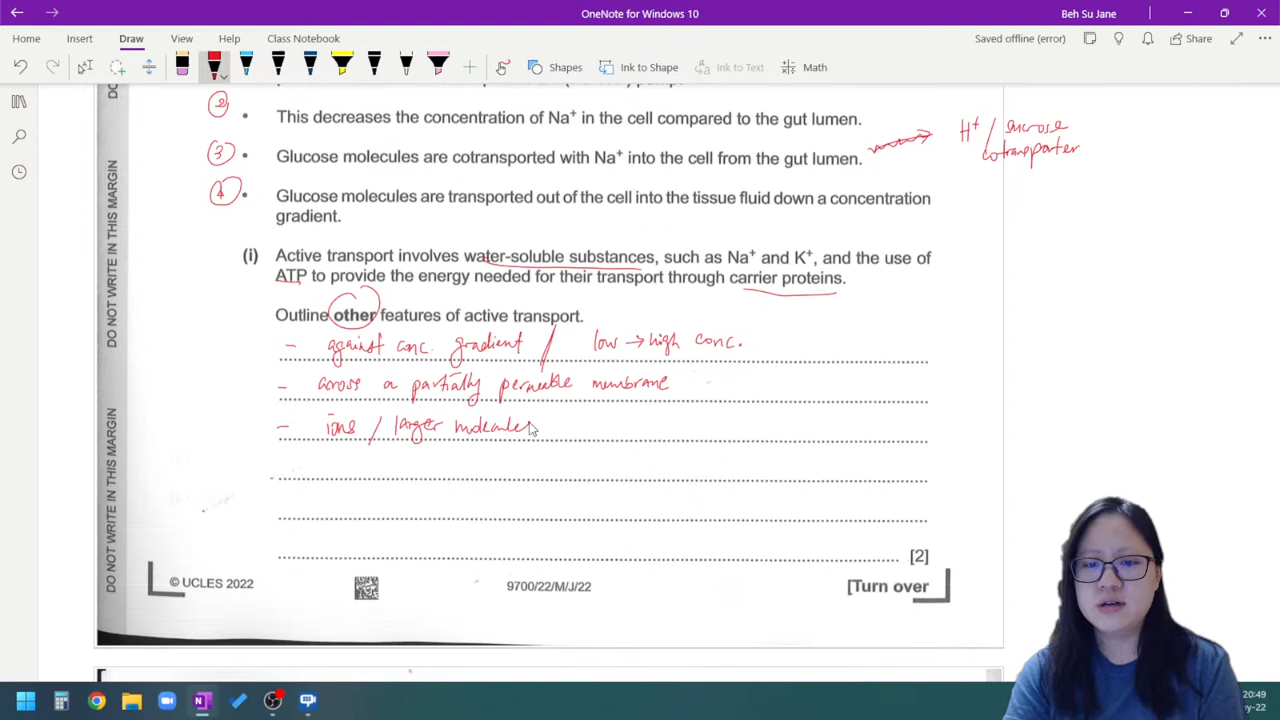 OneNote for Windows 10
Beh Su Jane
Home Insert Draw View Help Class Notebook
Saved offline (error)
Share
Shapes
Ink to Shape
Ink to Text
Math
② • This decreases the concentration of Na⁺ in the cell compared to the gut lumen.
H⁺ / sucrose
cotransporter
③ • Glucose molecules are cotransported with Na⁺ into the cell from the gut lumen.
④ • Glucose molecules are transported out of the cell into the tissue fluid down a concentration
gradient.
(i) Active transport involves water-soluble substances, such as Na⁺ and K⁺, and the use of
ATP to provide the energy needed for their transport through carrier proteins.
Outline other features of active transport.
- against conc. gradient / low → high conc.
- across a partially permeable membrane
- ions / larger molecules
[2]
© UCLES 2022
9700/22/M/J/22
[Turn over
DO NOT WRITE IN THIS MARGIN
DO NOT WRITE IN THIS MARGIN
20:49